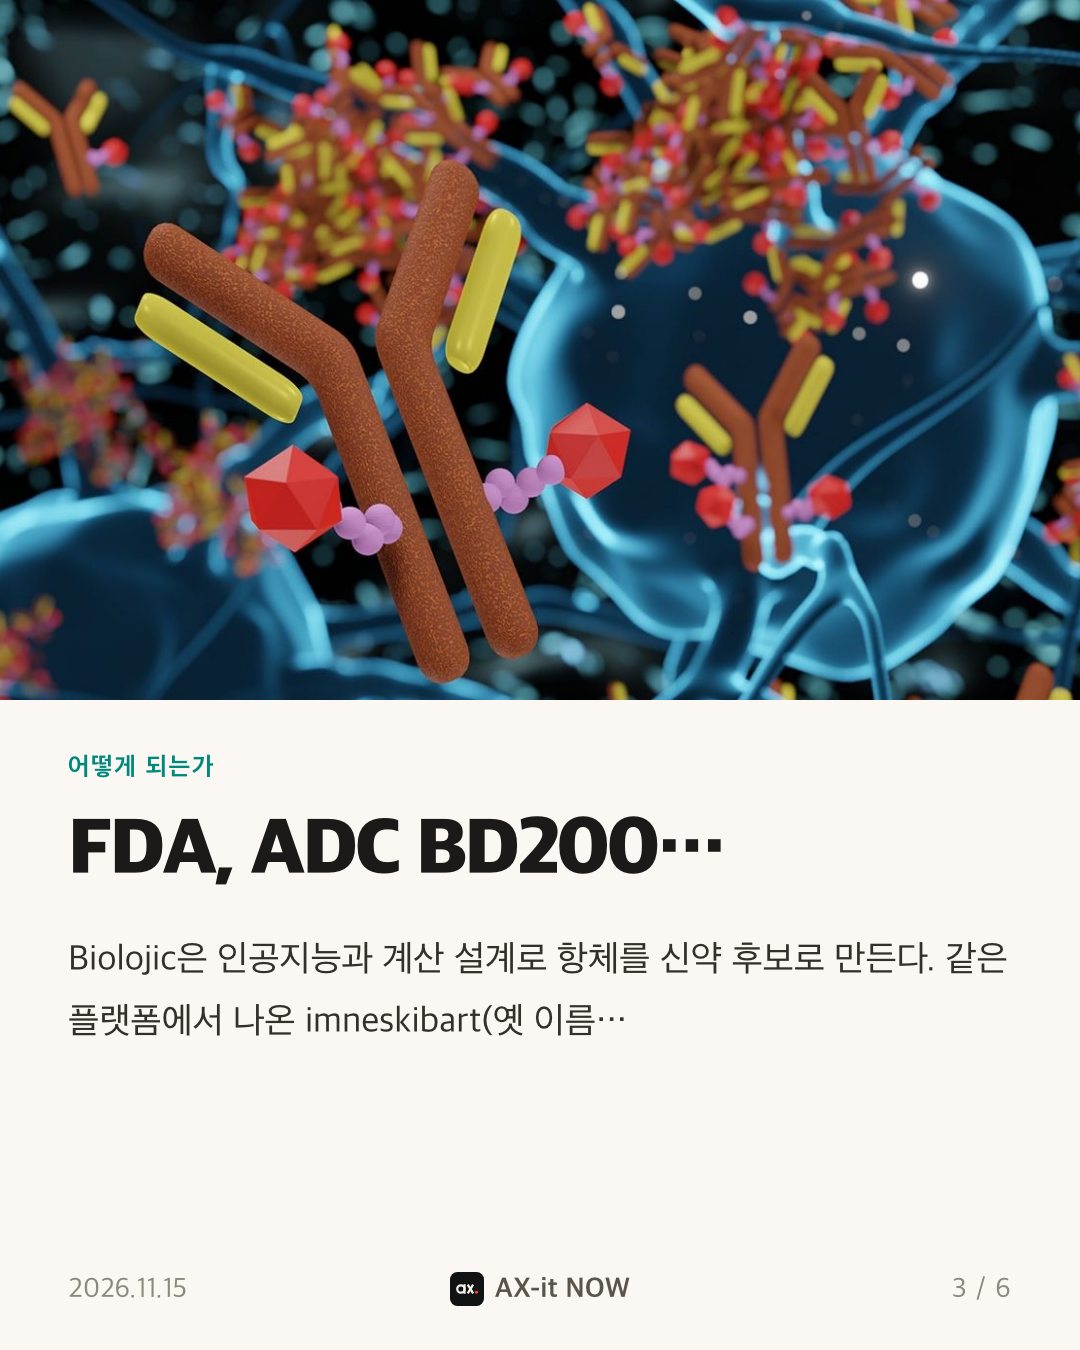 어떻게 되는가
FDA, ADC BD200…
Biolojic은 인공지능과 계산 설계로 항체를 신약 후보로 만든다. 같은
플랫폼에서 나온 imneskibart(옛 이름…
2026.11.15
ax. AX-it NOW
3 / 6